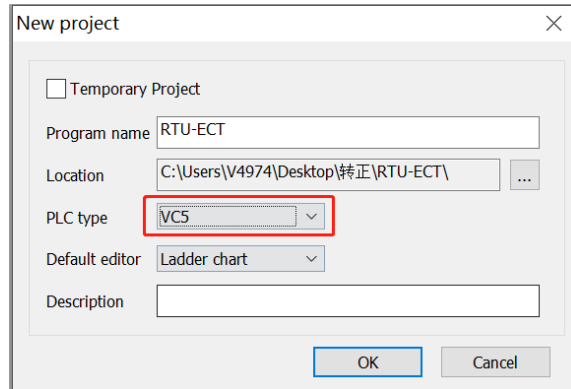 New project
Temporary Project
Program name RTU-ECT
Location C:\Users\V4974\Desktop\转正\RTU-ECT\ ...
PLC type VC5
Default editor Ladder chart
Description
OK Cancel